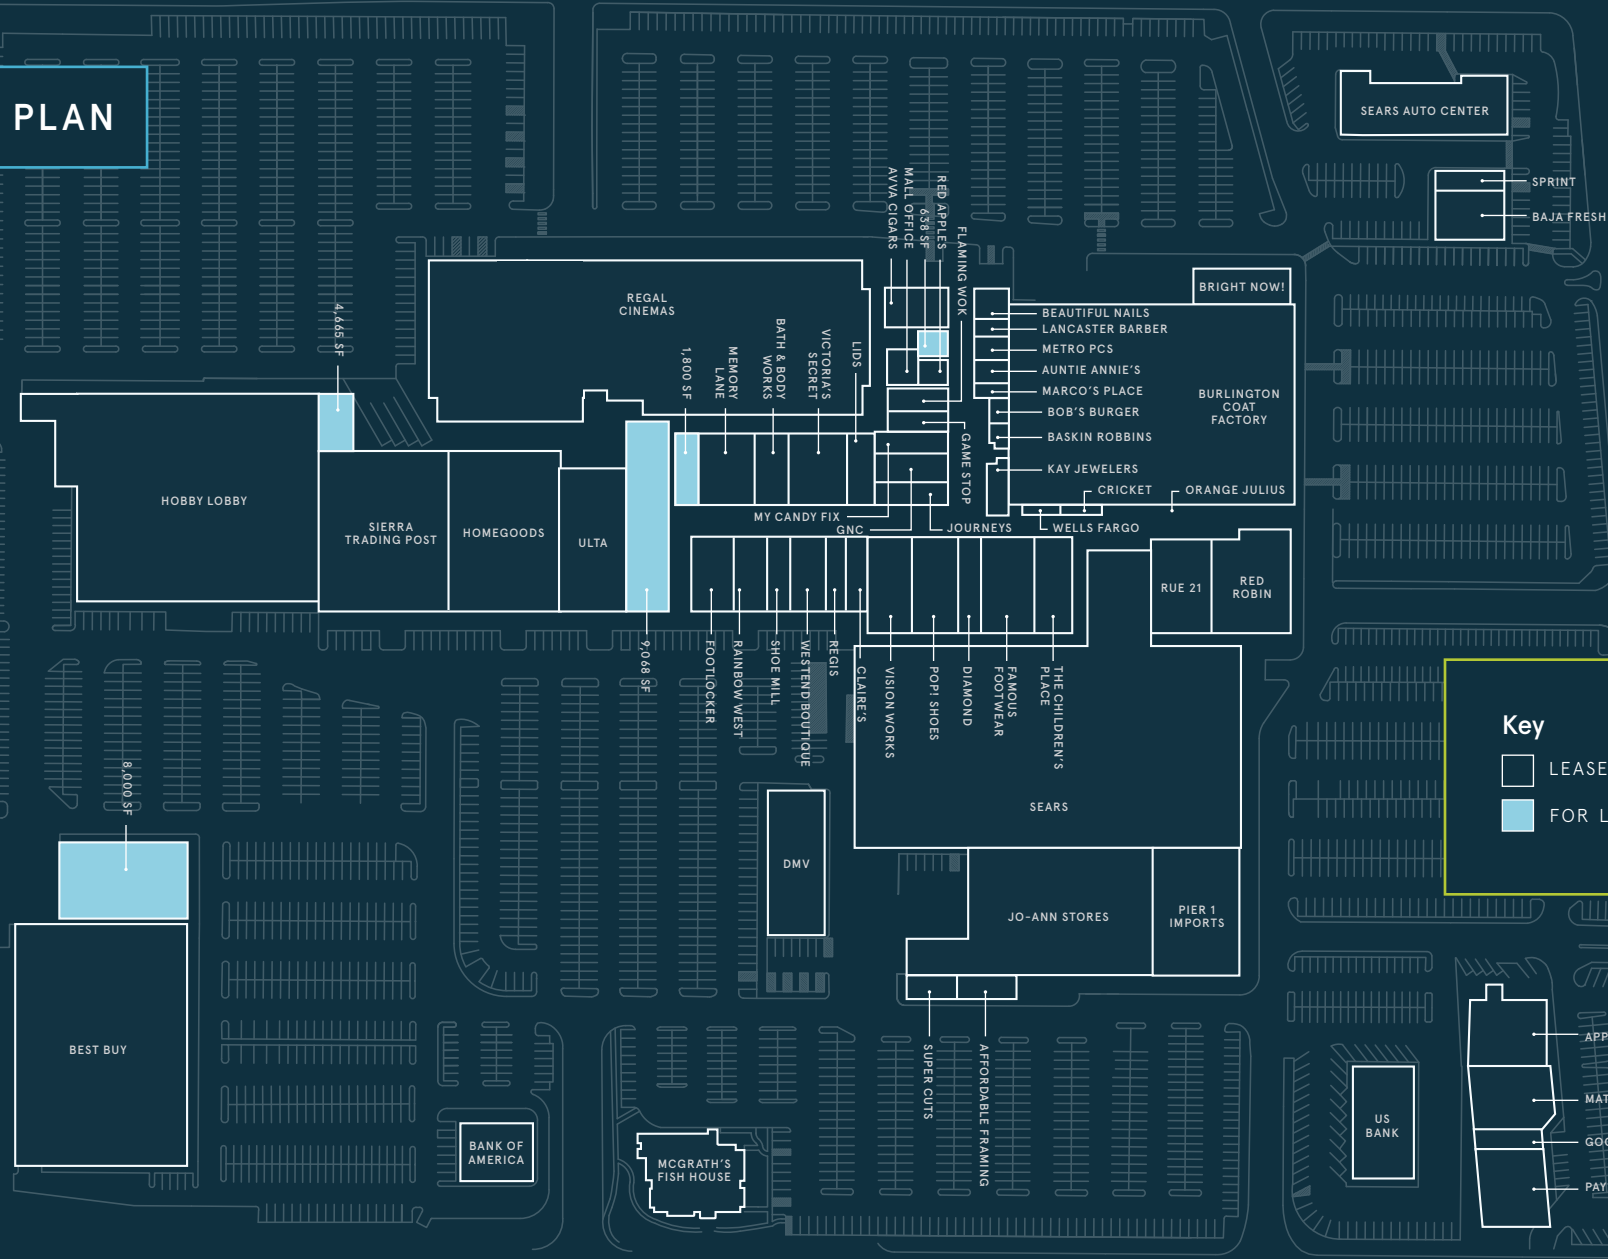 PLAN
SEARS AUTO CENTER
SPRINT
BAJA FRESH
AVVA CIGARS
MALL OFFICE
638 SF
RED APPLES
FLAMING WOK
BRIGHT NOW!
REGAL
CINEMAS
4,665 SF
1,800 SF
MEMORY
LANE
BATH & BODY
WORKS
VICTORIA'S
SECRET
LIDS
BEAUTIFUL NAILS
LANCASTER BARBER
METRO PCS
AUNTIE ANNIE'S
MARCO'S PLACE
BOB'S BURGER
BASKIN ROBBINS
KAY JEWELERS
BURLINGTON
COAT
FACTORY
CRICKET
ORANGE JULIUS
GAME STOP
MY CANDY FIX
GNC
JOURNEYS
WELLS FARGO
HOBBY LOBBY
SIERRA
TRADING POST
HOMEGOODS
ULTA
RUE 21
RED
ROBIN
9,068 SF
FOOTLOCKER
RAINBOW WEST
SHOE MILL
WESTEND BOUTIQUE
REGIS
CLAIRE'S
VISION WORKS
POP! SHOES
DIAMOND
FAMOUS
FOOTWEAR
THE CHILDREN'S
PLACE
Key
LEASE
FOR L
8,000 SF
SEARS
DMV
JO-ANN STORES
PIER 1
IMPORTS
BEST BUY
SUPER CUTS
AFFORDABLE FRAMING
BANK OF
AMERICA
MCGRATH'S
FISH HOUSE
US
BANK
APP
MAT
GOO
PAY